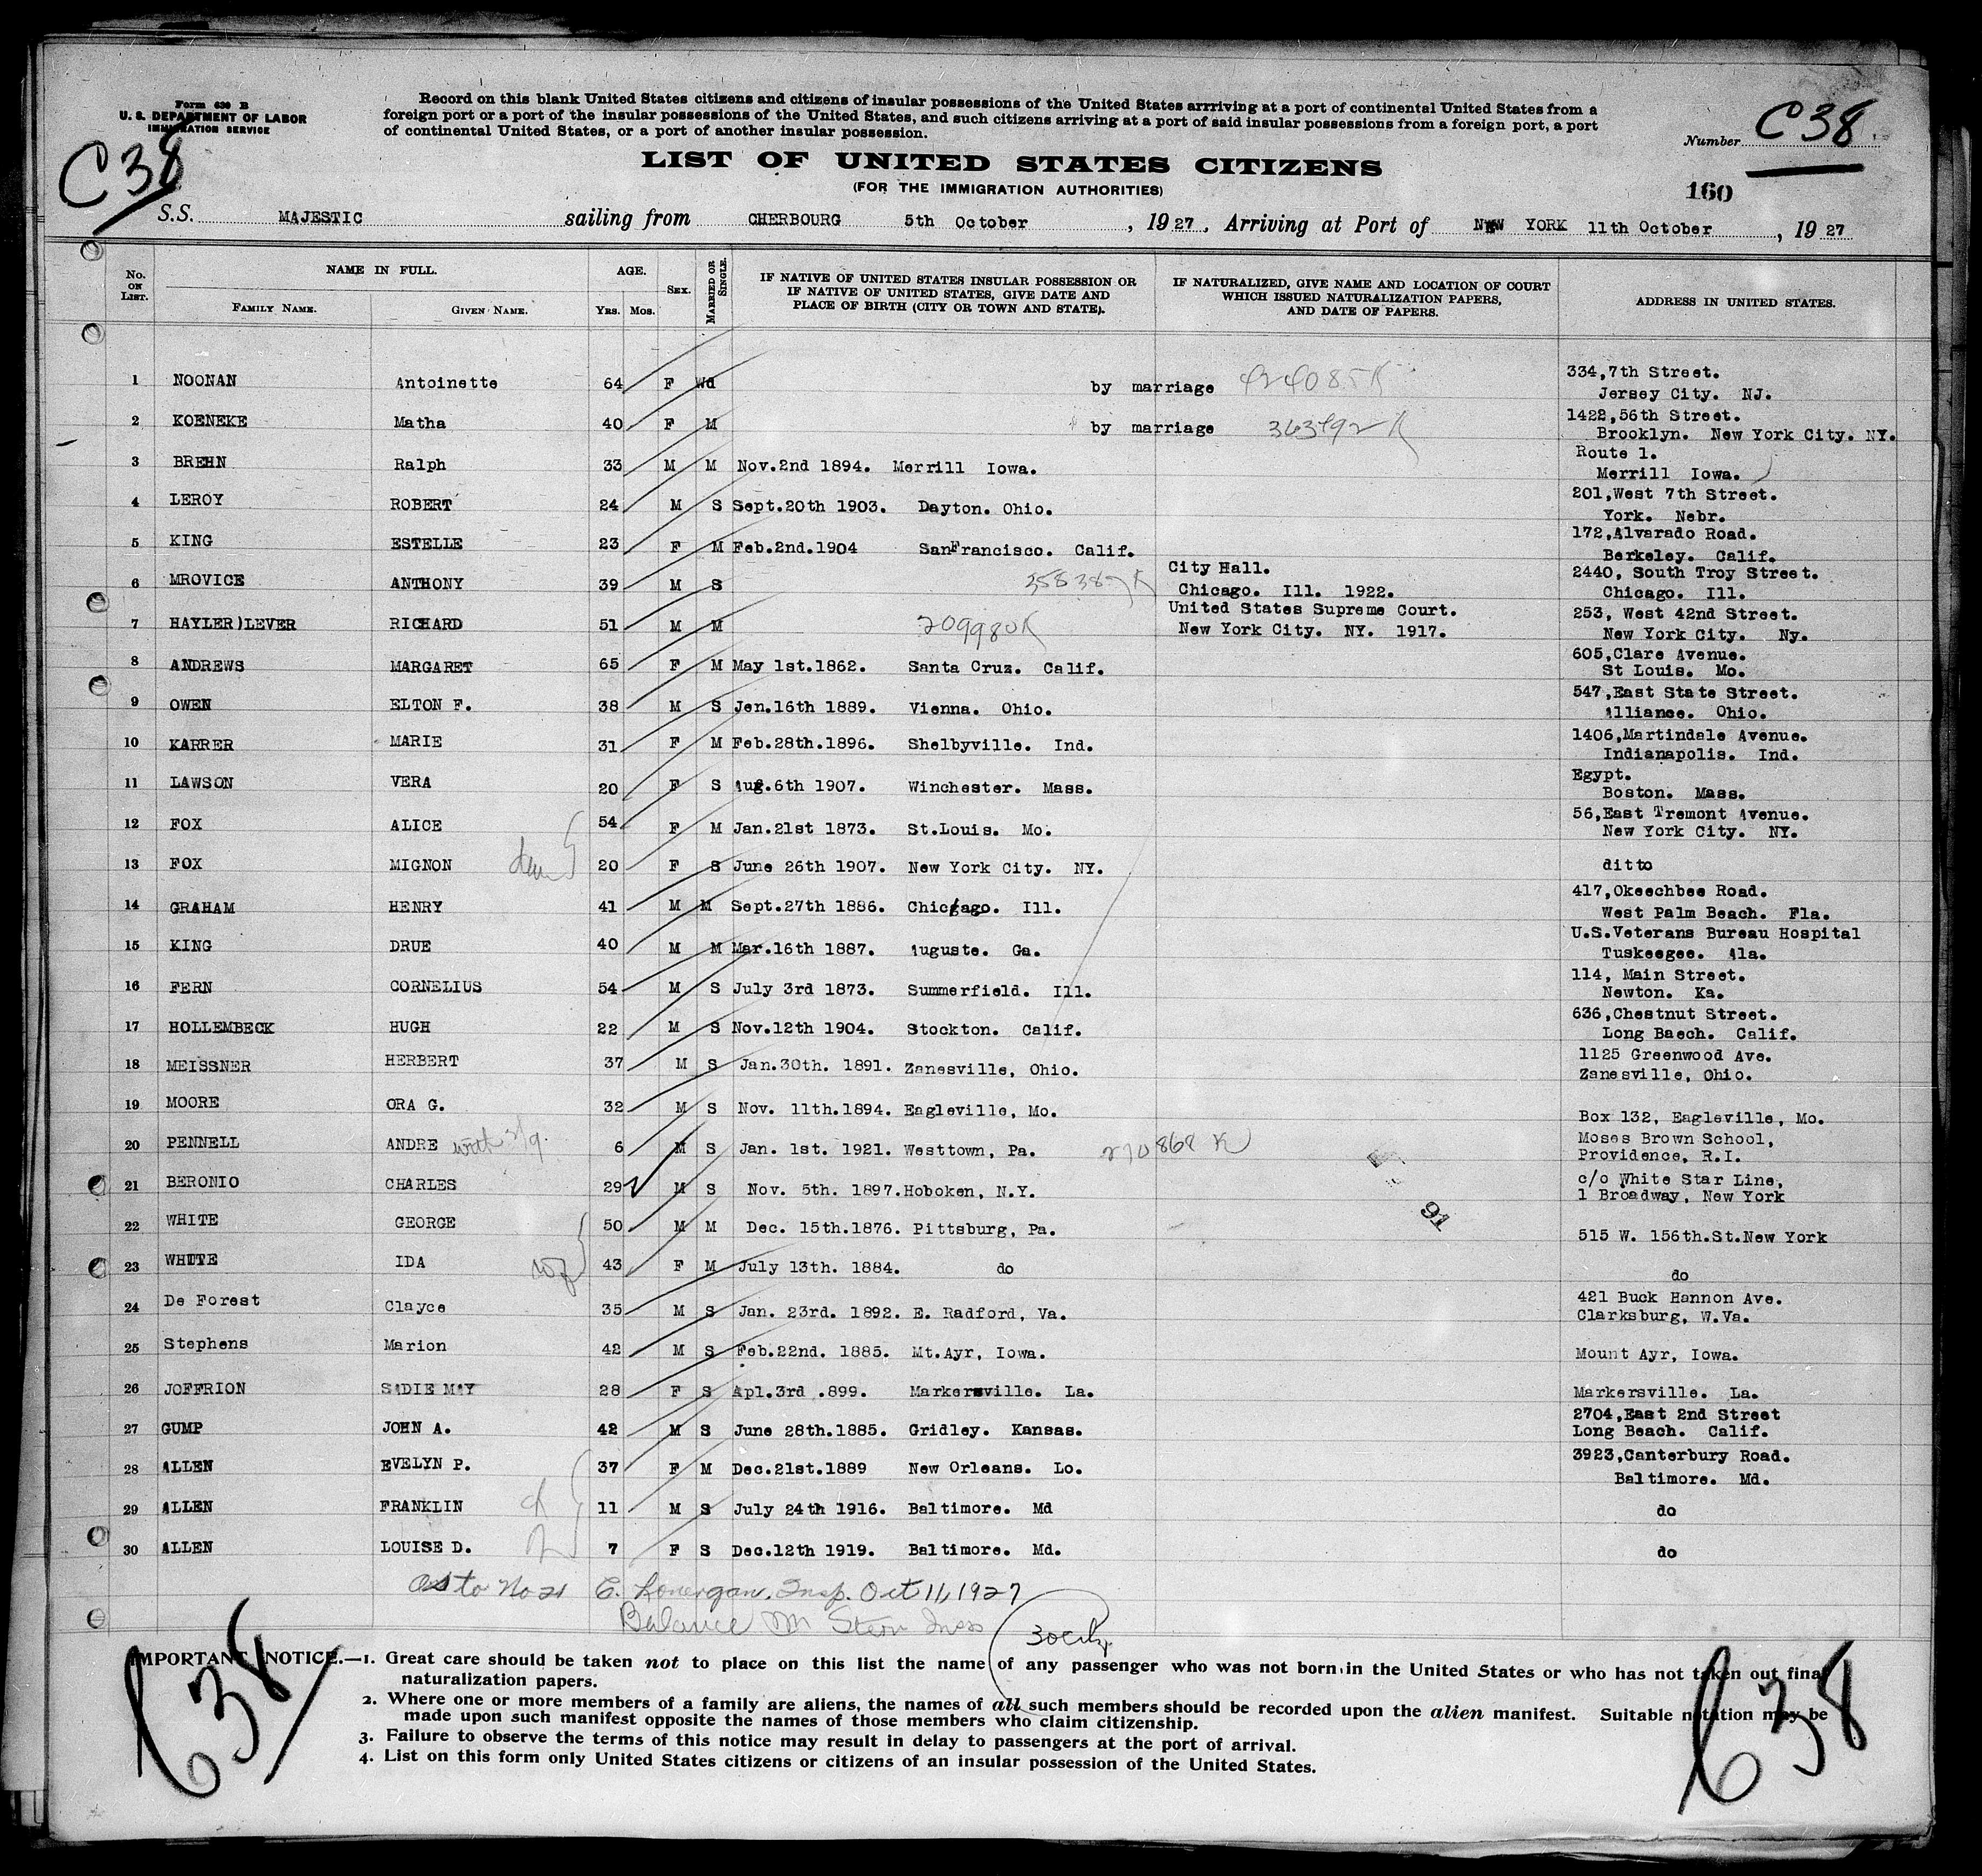 Form 630 B
U. S. DEPARTMENT OF LABOR
IMMIGRATION SERVICE
Record on this blank United States citizens and citizens of insular possessions of the United States arrriving at a port of continental United States from a
foreign port or a port of the insular possessions of the United States, and such citizens arriving at a port of said insular possessions from a foreign port, a port
of continental United States, or a port of another insular possession.
Number C38
C38
LIST OF UNITED STATES CITIZENS
(FOR THE IMMIGRATION AUTHORITIES)
160
S.S. MAJESTIC sailing from CHERBOURG 5th October, 1927, Arriving at Port of NEW YORK 11th October, 1927
No. ON LIST. NAME IN FULL. AGE. SEX. MARRIED OR SINGLE. IF NATIVE OF UNITED STATES INSULAR POSSESSION OR IF NATIVE OF UNITED STATES, GIVE DATE AND PLACE OF BIRTH (CITY OR TOWN AND STATE). IF NATURALIZED, GIVE NAME AND LOCATION OF COURT WHICH ISSUED NATURALIZATION PAPERS, AND DATE OF PAPERS. ADDRESS IN UNITED STATES.
FAMILY NAME. GIVEN NAME. YRS. MOS.
1 NOONAN Antoinette 64 F Wd by marriage 424085K 334,7th Street. Jersey City. NJ.
2 KOENEKE Matha 40 F M by marriage 363792K 1422,56th Street. Brooklyn. New York City. NY.
3 BREHN Ralph 33 M M Nov.2nd 1894. Merrill Iowa. Route 1. Merrill Iowa.
4 LEROY ROBERT 24 M S Sept.20th 1903. Dayton. Ohio. 201,West 7th Street. York. Nebr.
5 KING ESTELLE 23 F M Feb.2nd.1904 SanFrancisco. Calif. 172,Alvarado Road. Berkeley. Calif.
6 MROVICE ANTHONY 39 M S 358387K City Hall. Chicago. Ill. 1922. 2440, South Troy Street. Chicago. Ill.
7 HAYLER)LEVER RICHARD 51 M M 209980K United States Supreme Court. New York City. NY. 1917. 253, West 42nd Street. New York City. Ny.
8 ANDREWS MARGARET 65 F M May 1st.1862. Santa Cruz. Calif. 605,Clare Avenue. St Louis. Mo.
9 OWEN ELTON F. 38 M S Jen.16th 1889. Vienna. Ohio. 547,East State Street. Alliance. Ohio.
10 KARRER MARIE 31 F M Feb.28th.1896. Shelbyville. Ind. 1406,Martindale Avenue. Indianapolis. Ind.
11 LAWSON VERA 20 F S Aug.6th 1907. Winchester. Mass. Egypt. Boston. Mass.
12 FOX ALICE 54 F M Jan.21st 1873. St.Louis. Mo. 56,East Tremont Avenue. New York City. NY.
13 FOX MIGNON dau 20 F S June 26th 1907. New York City. NY. ditto
14 GRAHAM HENRY 41 M M Sept.27th 1886. Chicgago. Ill. 417,Okeechbee Road. West Palm Beach. Fla.
15 KING DRUE 40 M M Mar.16th 1887. Auguste. Ga. U.S.Veterans Bureau Hospital Tuskeegee. Ala.
16 FERN CORNELIUS 54 M S July 3rd 1873. Summerfield. Ill. 114, Main Street. Newton. Ka.
17 HOLLEMBECK HUGH 22 M S Nov.12th 1904. Stockton. Calif. 636,Chestnut Street. Long Baech. Calif.
18 MEISSNER HERBERT 37 M S Jan.30th. 1891. Zanesville, Ohio. 1125 Greenwood Ave. Zanesville, Ohio.
19 MOORE ORA G. 32 M S Nov. 11th.1894. Eagleville, Mo. Box 132, Eagleville, Mo.
20 PENNELL ANDRE with 6 M S Jan. 1st. 1921. Westtown, Pa. 270868 K Moses Brown School, Providence, R.I.
21 BERONIO CHARLES 29 M S Nov. 5th. 1897. Hoboken, N.Y. c/o White Star Line, 1 Broadway, New York
91
22 WHITE GEORGE 50 M M Dec. 15th.1876. Pittsburg, Pa. 515 W. 156th.St.New York
23 WHITE IDA wf 43 F M July 13th. 1884. do do
24 De Forest Clayce 35 M S Jan. 23rd. 1892. E. Radford, Va. 421 Buck Hannon Ave. Clarksburg, W.Va.
25 Stephens Marion 42 M S Feb.22nd. 1885. Mt.Ayr, Iowa. Mount Ayr, Iowa.
26 JOFFRION SADIE MAY 28 F S Apl.3rd .899. Markersville. La. Markersville. La.
27 GUMP JOHN A. 42 M S June 28th.1885. Gridley. Kansas. 2704,East 2nd Street Long Beach. Calif.
28 ALLEN EVELYN P. 37 F M Dec.21st.1889 New Orleans. Lo. 3923,Canterbury Road. Baltimore. Md.
29 ALLEN FRANKLIN ch 11 M S July 24th 1916. Baltimore. Md do
30 ALLEN LOUISE D. 7 F S Dec.12th 1919. Baltimore. Md. do
As to No 21 C. Lonergan, Insp. Oct 11, 1927
Balance M Stern Insp
30
IMPORTANT NOTICE.—1. Great care should be taken not to place on this list the name of any passenger who was not born in the United States or who has not taken out final
naturalization papers.
2. Where one or more members of a family are aliens, the names of all such members should be recorded upon the alien manifest. Suitable notation may be
made upon such manifest opposite the names of those members who claim citizenship.
3. Failure to observe the terms of this notice may result in delay to passengers at the port of arrival.
4. List on this form only United States citizens or citizens of an insular possession of the United States.
C38
C38